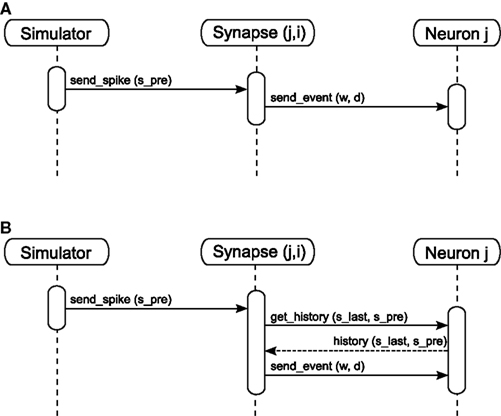 A
Simulator
Synapse (j,i)
Neuron j
send_spike (s_pre)
send_event (w, d)
B
Simulator
Synapse (j,i)
Neuron j
send_spike (s_pre)
get_history (s_last, s_pre)
history (s_last, s_pre)
send_event (w, d)